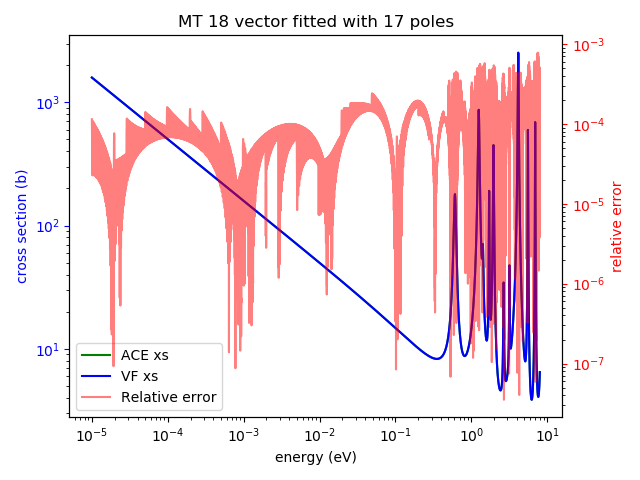 MT 18 vector fitted with 17 poles
cross section (b)
10³
10²
10¹
10⁻³
10⁻⁴
10⁻⁵
10⁻⁶
10⁻⁷
relative error
ACE xs
VF xs
Relative error
10⁻⁵ 10⁻⁴ 10⁻³ 10⁻² 10⁻¹ 10⁰ 10¹
energy (eV)